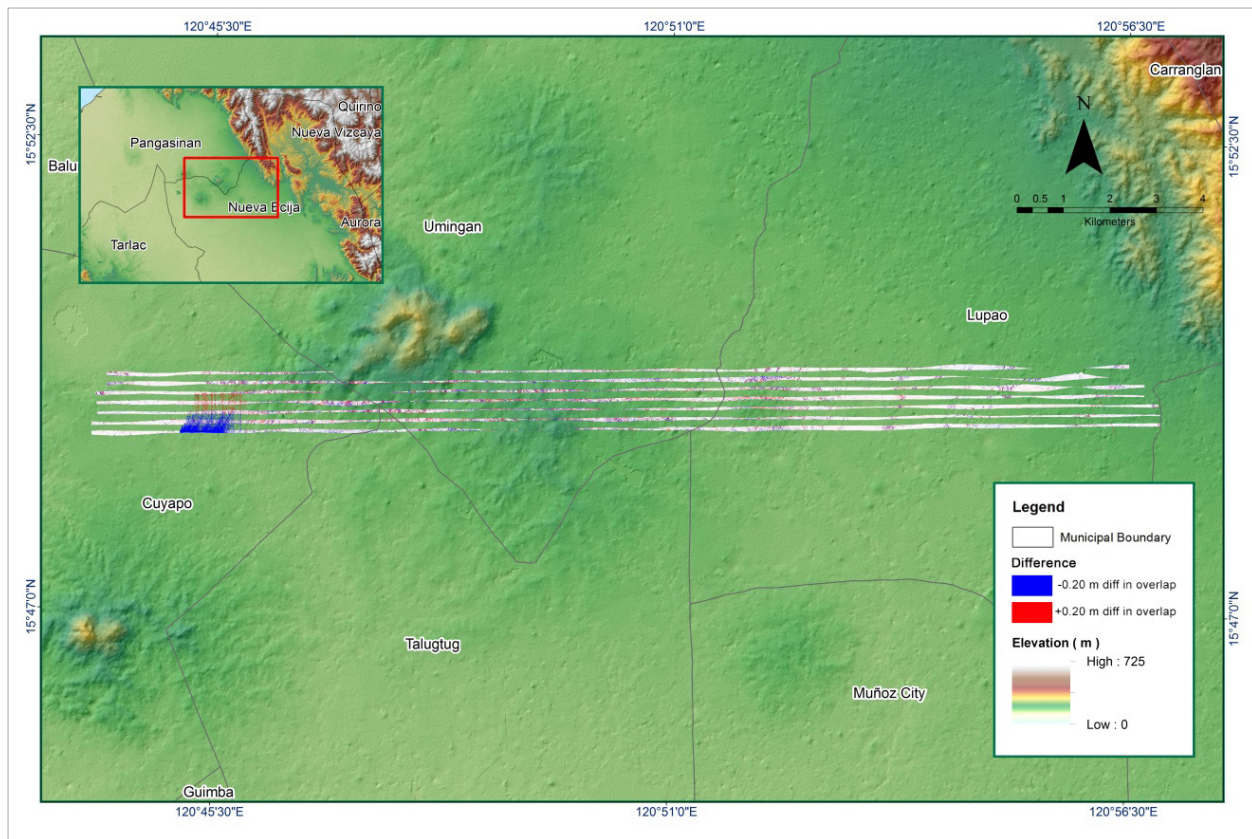 120°45'30"E
120°51'0"E
120°56'30"E
15°52'30"N
15°52'30"N
Carranglan
N
0 0.5 1 2 3 4
Kilometers
Quirino
Nueva Vizcaya
Pangasinan
Nueva Ecija
Aurora
Tarlac
Balu
Umingan
Lupao
Cuyapo
Talugtug
Muñoz City
Guimba
15°47'0"N
15°47'0"N
Legend
Municipal Boundary
Difference
-0.20 m diff in overlap
+0.20 m diff in overlap
Elevation ( m )
High : 725
Low : 0
120°45'30"E
120°51'0"E
120°56'30"E